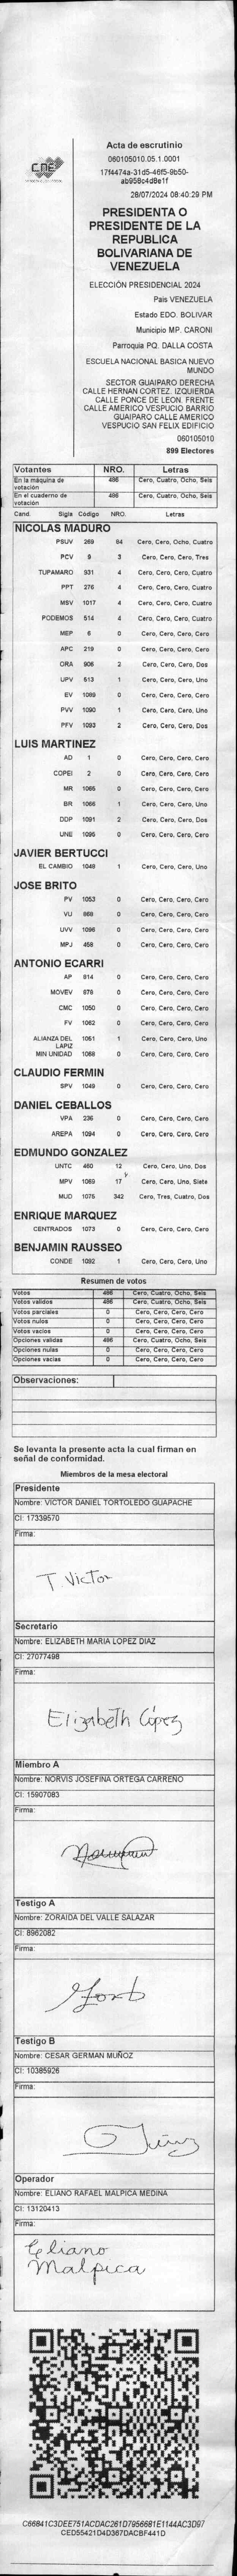 CNE
Acta de escrutinio
060105010.05.1.0001
17f4474a-31d5-46f5-9b50-
ab958c4d8e1f
28/07/2024 08:40:29 PM
PRESIDENTA O
PRESIDENTE DE LA
REPUBLICA
BOLIVARIANA DE
VENEZUELA
ELECCIÓN PRESIDENCIAL 2024
Pais VENEZUELA
Estado EDO. BOLIVAR
Municipio MP. CARONI
Parroquia PQ. DALLA COSTA
ESCUELA NACIONAL BASICA NUEVO
MUNDO
SECTOR GUAIPARO DERECHA
CALLE HERNAN CORTEZ. IZQUIERDA
CALLE PONCE DE LEON. FRENTE
CALLE AMERICO VESPUCIO BARRIO
GUAIPARO CALLE AMERICO
VESPUCIO SAN FELIX EDIFICIO
060105010
899 Electores
Votantes NRO. Letras
En la máquina de votación 486 Cero, Cuatro, Ocho, Seis
En el cuaderno de votación 486 Cero, Cuatro, Ocho, Seis
Cand. Sigla Código NRO. Letras
NICOLAS MADURO
PSUV 269 84 Cero, Cero, Ocho, Cuatro
PCV 9 3 Cero, Cero, Cero, Tres
TUPAMARO 931 4 Cero, Cero, Cero, Cuatro
PPT 276 4 Cero, Cero, Cero, Cuatro
MSV 1017 4 Cero, Cero, Cero, Cuatro
PODEMOS 514 4 Cero, Cero, Cero, Cuatro
MEP 6 0 Cero, Cero, Cero, Cero
APC 219 0 Cero, Cero, Cero, Cero
ORA 906 2 Cero, Cero, Cero, Dos
UPV 513 1 Cero, Cero, Cero, Uno
EV 1089 0 Cero, Cero, Cero, Cero
PVV 1090 1 Cero, Cero, Cero, Uno
PFV 1093 2 Cero, Cero, Cero, Dos
LUIS MARTINEZ
AD 1 0 Cero, Cero, Cero, Cero
COPEI 2 0 Cero, Cero, Cero, Cero
MR 1065 0 Cero, Cero, Cero, Cero
BR 1066 1 Cero, Cero, Cero, Uno
DDP 1091 2 Cero, Cero, Cero, Dos
UNE 1095 0 Cero, Cero, Cero, Cero
JAVIER BERTUCCI
EL CAMBIO 1048 1 Cero, Cero, Cero, Uno
JOSE BRITO
PV 1053 0 Cero, Cero, Cero, Cero
VU 868 0 Cero, Cero, Cero, Cero
UVV 1096 0 Cero, Cero, Cero, Cero
MPJ 458 0 Cero, Cero, Cero, Cero
ANTONIO ECARRI
AP 914 0 Cero, Cero, Cero, Cero
MOVEV 976 0 Cero, Cero, Cero, Cero
CMC 1050 0 Cero, Cero, Cero, Cero
FV 1062 0 Cero, Cero, Cero, Cero
ALIANZA DEL LAPIZ 1061 1 Cero, Cero, Cero, Uno
MIN UNIDAD 1068 0 Cero, Cero, Cero, Cero
CLAUDIO FERMIN
SPV 1049 0 Cero, Cero, Cero, Cero
DANIEL CEBALLOS
VPA 236 0 Cero, Cero, Cero, Cero
AREPA 1094 0 Cero, Cero, Cero, Cero
EDMUNDO GONZALEZ
UNTC 460 12 Cero, Cero, Uno, Dos
MPV 1069 17 Cero, Cero, Uno, Siete
MUD 1075 342 Cero, Tres, Cuatro, Dos
ENRIQUE MARQUEZ
CENTRADOS 1073 0 Cero, Cero, Cero, Cero
BENJAMIN RAUSSEO
CONDE 1092 1 Cero, Cero, Cero, Uno
Resumen de votos
Votos 486 Cero, Cuatro, Ocho, Seis
Votos validos 486 Cero, Cuatro, Ocho, Seis
Votos parciales 0 Cero, Cero, Cero, Cero
Votos nulos 0 Cero, Cero, Cero, Cero
Votos vacios 0 Cero, Cero, Cero, Cero
Opciones validas 486 Cero, Cuatro, Ocho, Seis
Opciones nulas 0 Cero, Cero, Cero, Cero
Opciones vacias 0 Cero, Cero, Cero, Cero
Observaciones:
Se levanta la presente acta la cual firman en
señal de conformidad.
Miembros de la mesa electoral
Presidente
Nombre: VICTOR DANIEL TORTOLEDO GUAPACHE
CI: 17339570
Firma:
T. Victor
Secretario
Nombre: ELIZABETH MARIA LOPEZ DIAZ
CI: 27077498
Firma:
Elizabeth López
Miembro A
Nombre: NORVIS JOSEFINA ORTEGA CARREÑO
CI: 15907083
Firma:
Testigo A
Nombre: ZORAIDA DEL VALLE SALAZAR
CI: 8962082
Firma:
Testigo B
Nombre: CESAR GERMAN MUÑOZ
CI: 10385926
Firma:
Operador
Nombre: ELIANO RAFAEL MALPICA MEDINA
CI: 13120413
Firma:
Eliano
Malpica
C66841C3DEE751ACDAC261D7956681E1144AC3D97
CED55421D4D367DACBF441D